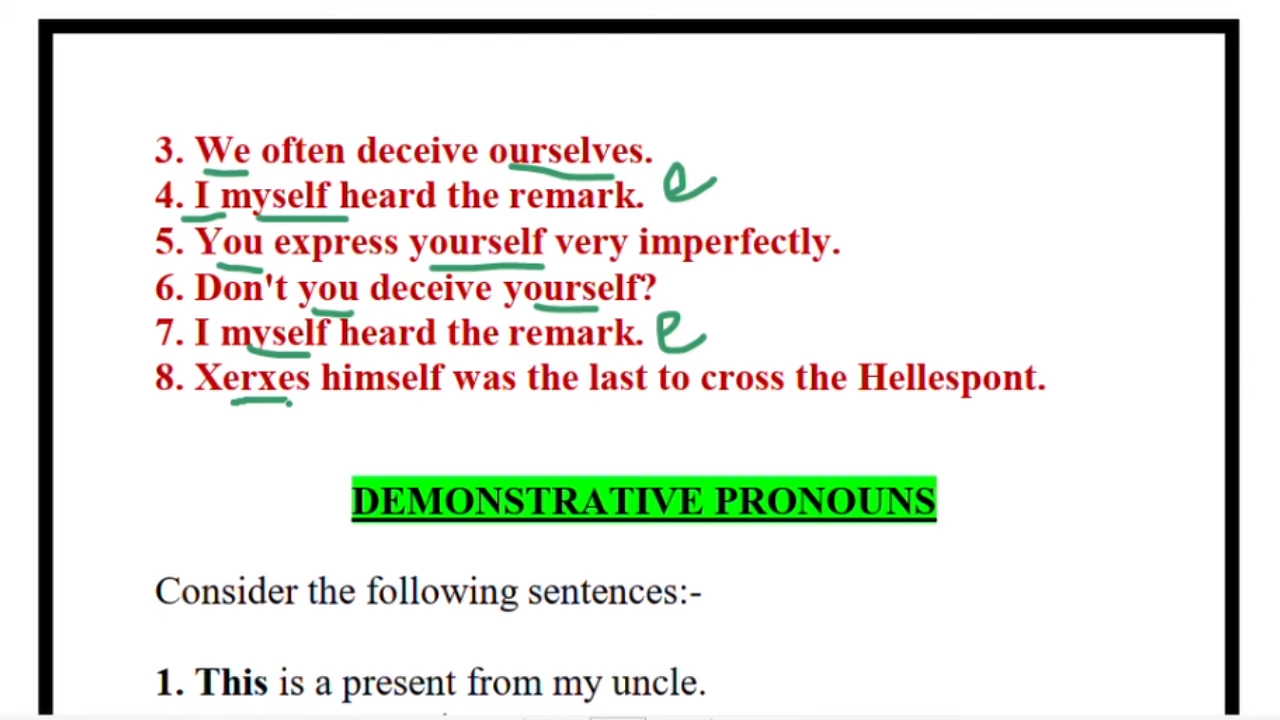 3. We often deceive ourselves.
4. I myself heard the remark. e
5. You express yourself very imperfectly.
6. Don't you deceive yourself?
7. I myself heard the remark. e
8. Xerxes himself was the last to cross the Hellespont.
DEMONSTRATIVE PRONOUNS
Consider the following sentences:-
1. This is a present from my uncle.